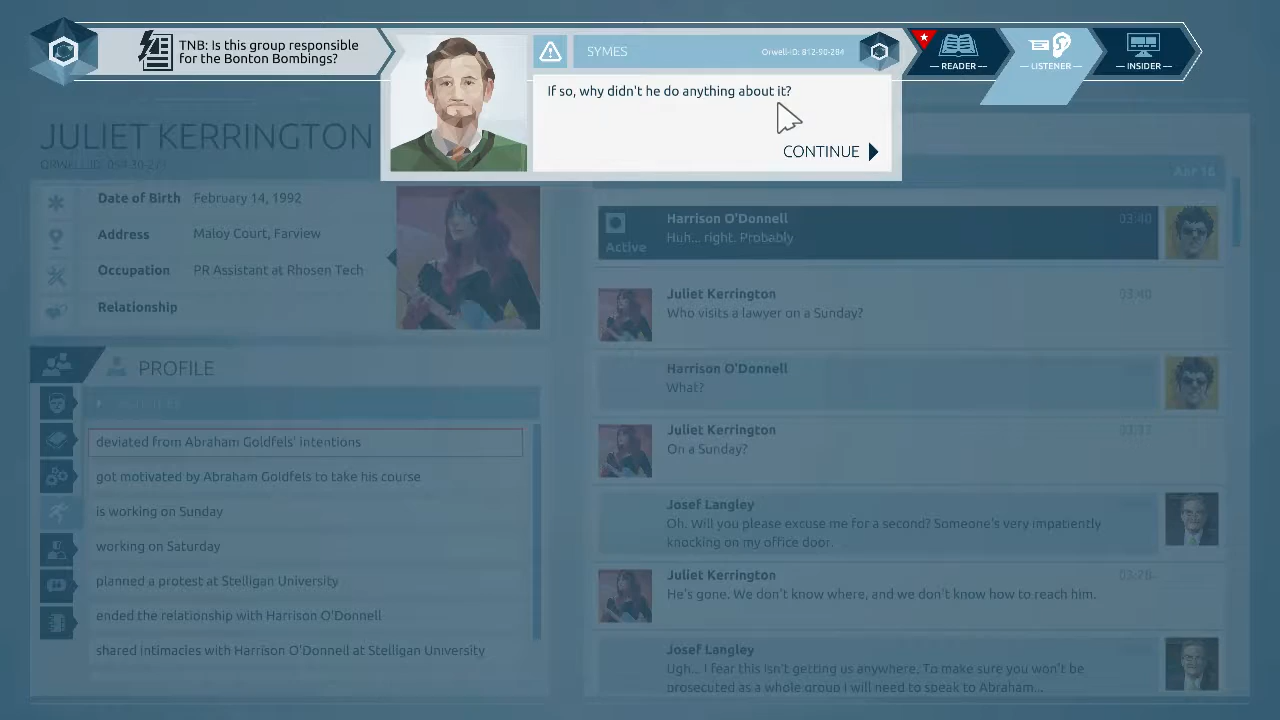 TNB: Is this group responsible
for the Bonton Bombings?
SYMES
Orwell-ID: 812-90-284
— READER —
— LISTENER —
— INSIDER —
If so, why didn't he do anything about it?
CONTINUE
JULIET KERRINGTON
Date of Birth February 14, 1992
Address Maloy Court, Farview
Occupation PR Assistant at Rhosen Tech
Relationship
PROFILE
deviated from Abraham Goldfels' intentions
got motivated by Abraham Goldfels to take his course
is working on Sunday
working on Saturday
planned a protest at Stelligan University
ended the relationship with Harrison O'Donnell
shared intimacies with Harrison O'Donnell at Stelligan University
Harrison O'Donnell 03:40
Huh... right. Probably
Active
Juliet Kerrington 03:40
Who visits a lawyer on a Sunday?
Harrison O'Donnell
What?
Juliet Kerrington
On a Sunday?
Josef Langley
Oh. Will you please excuse me for a second? Someone's very impatiently
knocking on my office door.
Juliet Kerrington
He's gone. We don't know where, and we don't know how to reach him.
Josef Langley
Ugh... I fear this isn't getting us anywhere. To make sure you won't be
prosecuted as a whole group I will need to speak to Abraham...